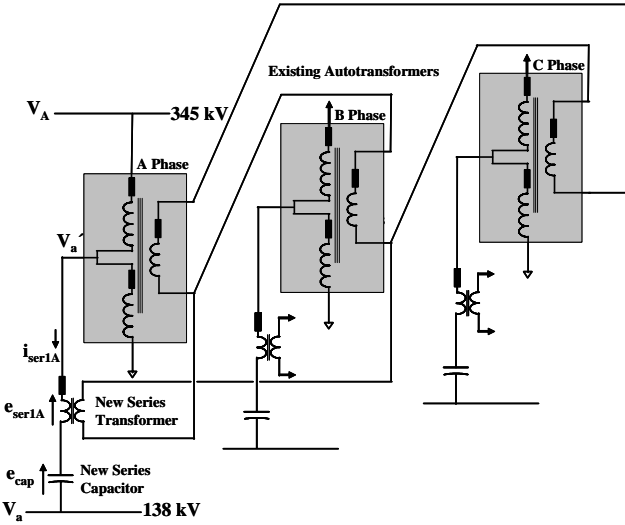 Existing Autotransformers
C Phase
V_A
345 kV
B Phase
A Phase
V_a´
i_ser1A
e_ser1A
New Series
Transformer
e_cap
New Series
Capacitor
V_a
138 kV